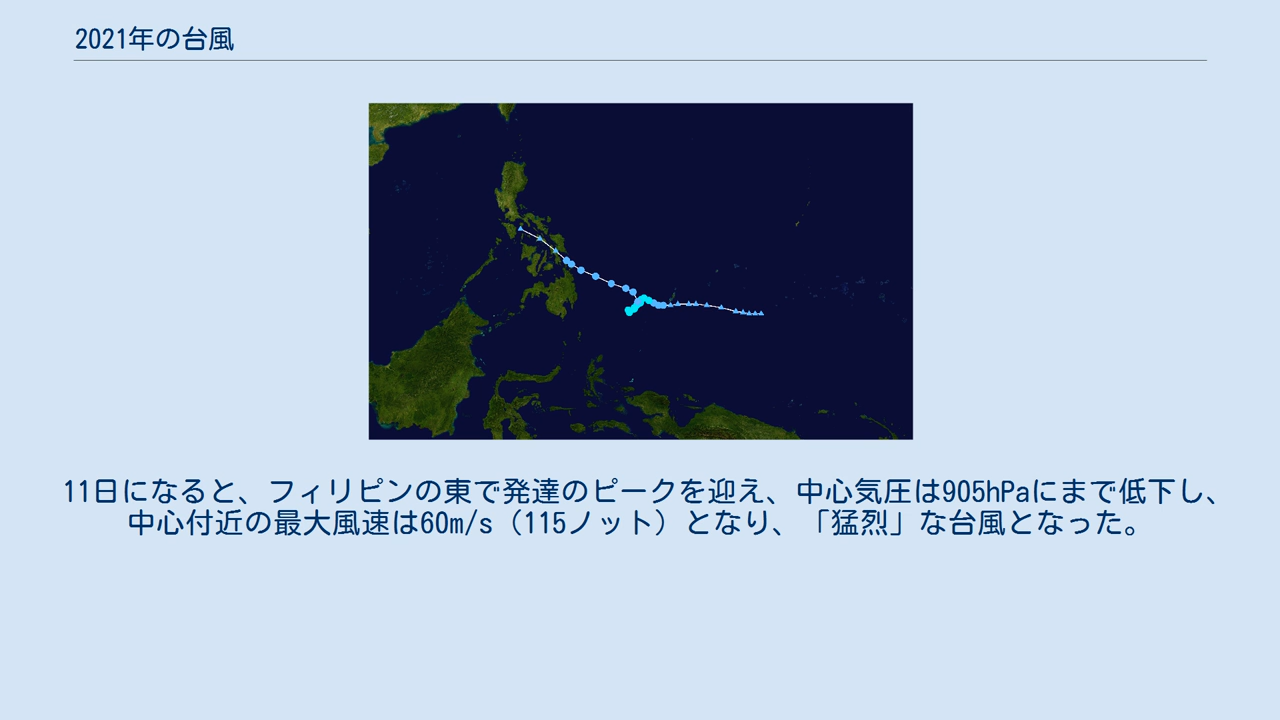 2021年の台風
11日になると、フィリピンの東で発達のピークを迎え、中心気圧は905hPaにまで低下し、
中心付近の最大風速は60m/s（115ノット）となり、「猛烈」な台風となった。